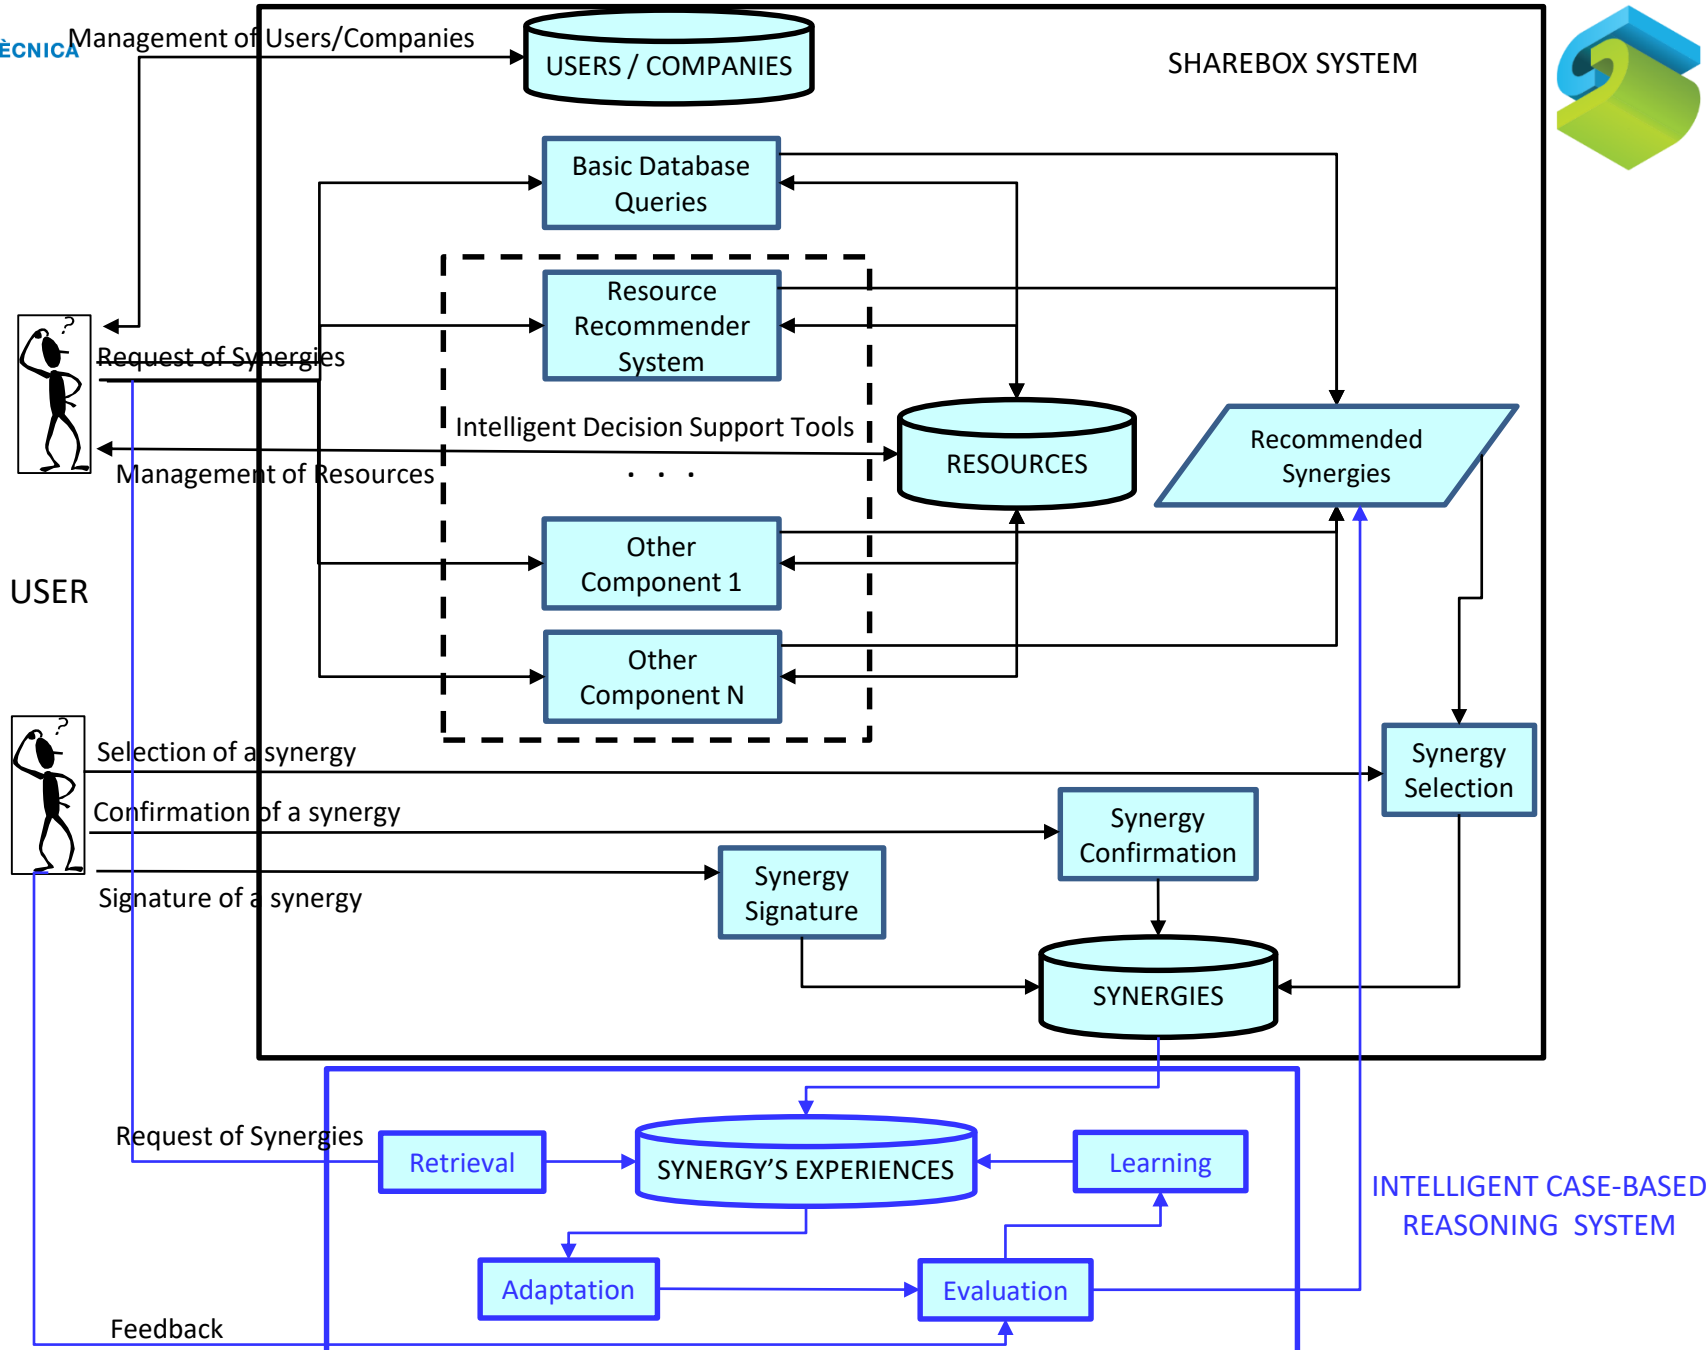 ÈCNICA
Management of Users/Companies
USERS / COMPANIES
SHAREBOX SYSTEM
Basic Database
Queries
Resource
Recommender
System
?
Request of Synergies
Intelligent Decision Support Tools
. . .
Management of Resources
RESOURCES
Recommended
Synergies
Other
Component 1
USER
Other
Component N
?
Selection of a synergy
Synergy
Selection
Confirmation of a synergy
Synergy
Confirmation
Synergy
Signature
Signature of a synergy
SYNERGIES
Request of Synergies
Retrieval
SYNERGY'S EXPERIENCES
Learning
INTELLIGENT CASE-BASED
REASONING SYSTEM
Adaptation
Evaluation
Feedback